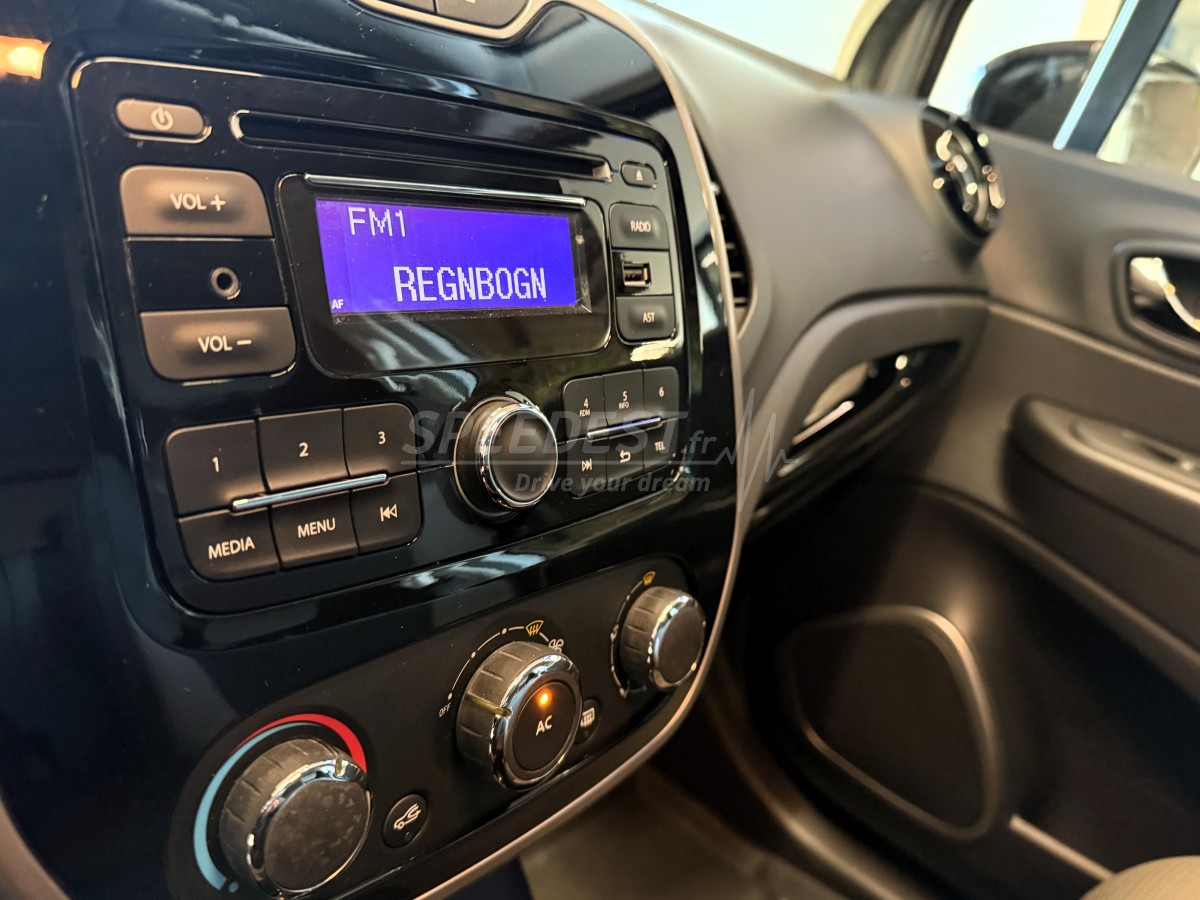 VOL +
FM1
REGNBOGN
AF
RADIO
VOL –
AST
1
2
3
4
RDM
5
INFO
6
MEDIA
MENU
TEL
SPEEDEST.fr
Drive your dream
OFF
AC